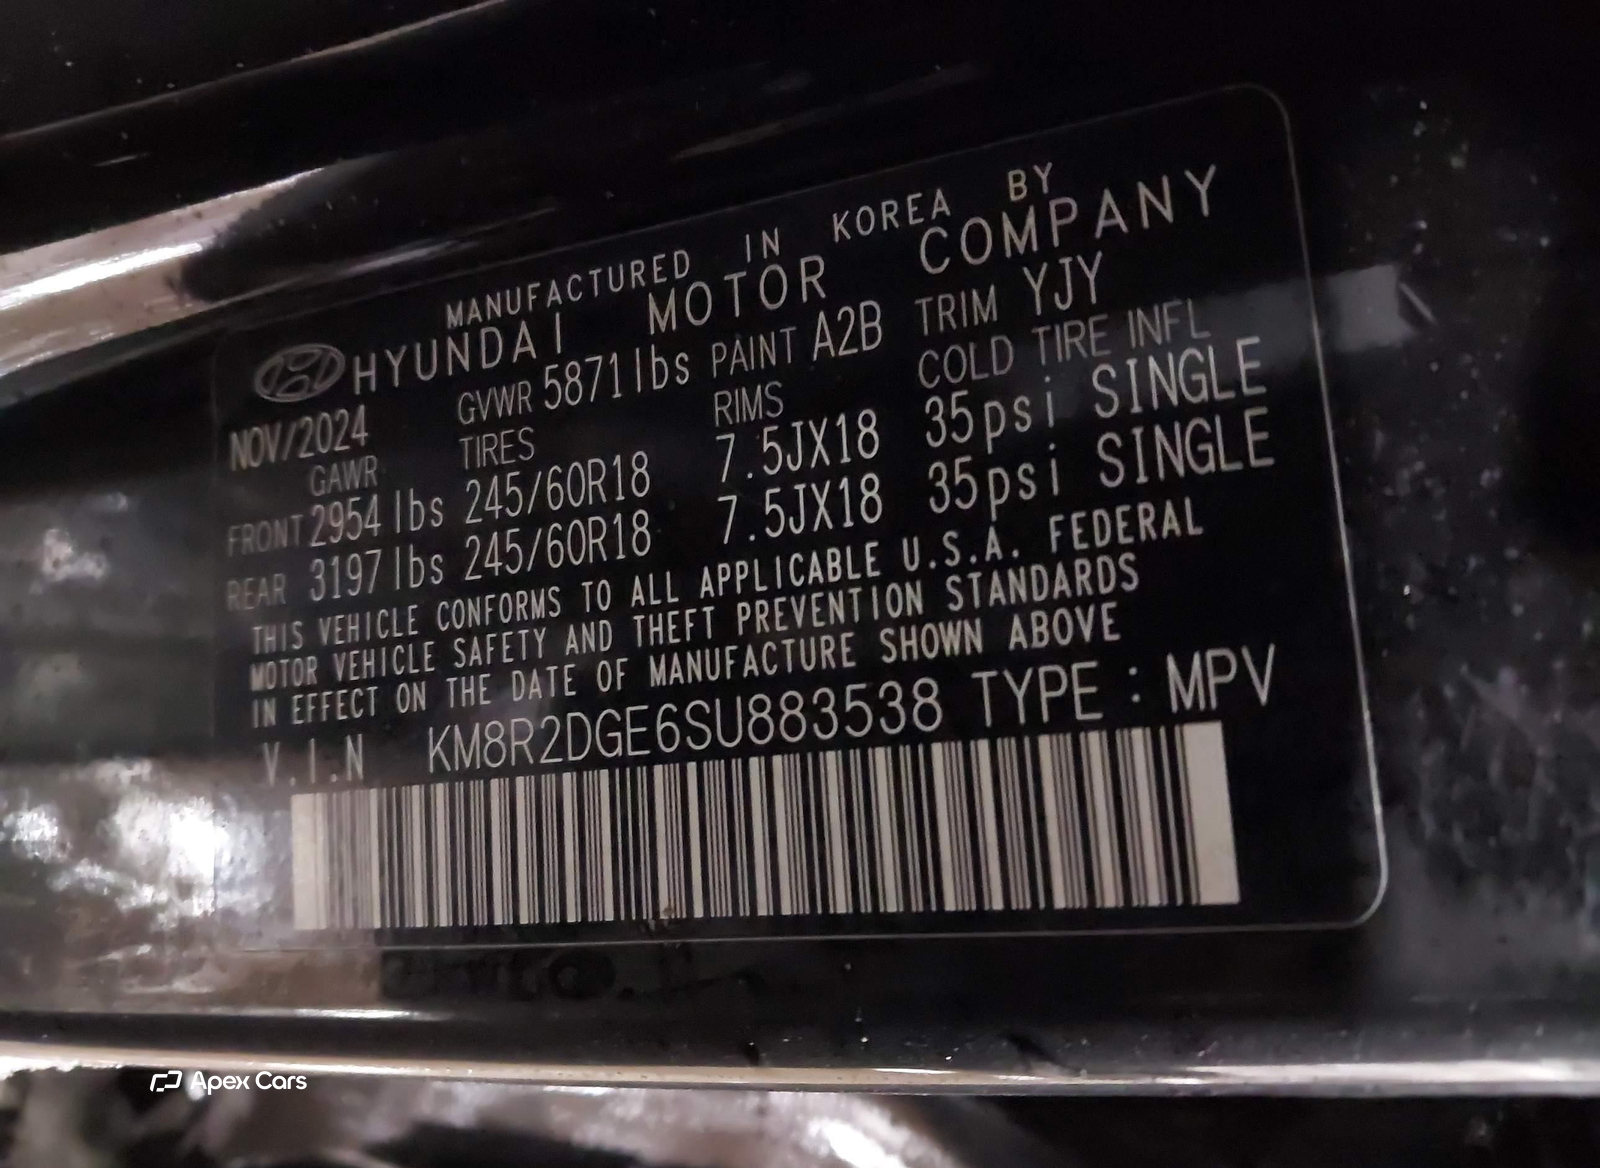 MANUFACTURED IN KOREA BY
HYUNDAI MOTOR COMPANY
NOV/2024 GVWR 5871lbs PAINT A2B TRIM YJY
GAWR TIRES RIMS COLD TIRE INFL
FRONT 2954 lbs 245/60R18 7.5JX18 35psi SINGLE
REAR 3197 lbs 245/60R18 7.5JX18 35psi SINGLE
THIS VEHICLE CONFORMS TO ALL APPLICABLE U.S.A. FEDERAL
MOTOR VEHICLE SAFETY AND THEFT PREVENTION STANDARDS
IN EFFECT ON THE DATE OF MANUFACTURE SHOWN ABOVE
V.I.N KM8R2DGE6SU883538 TYPE : MPV
Apex Cars